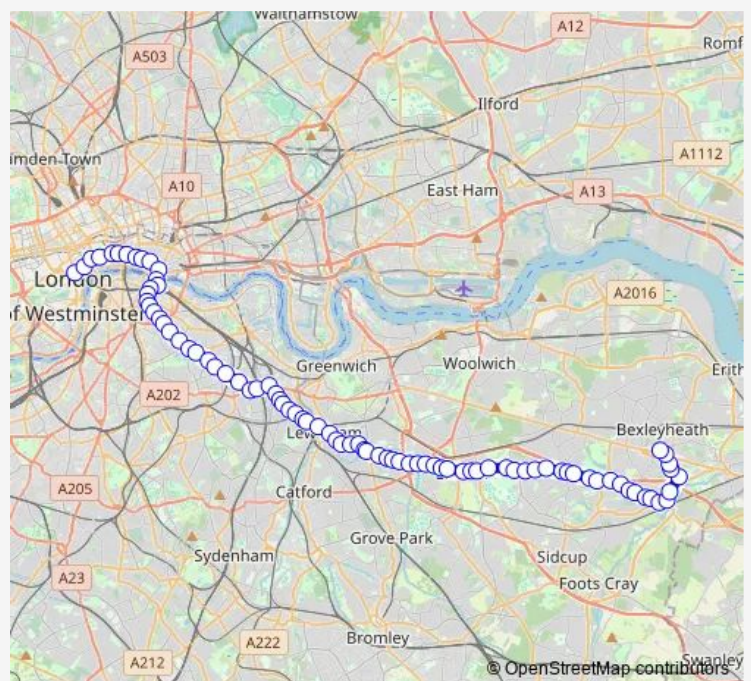 Walthamstow
A12
A503
Romf
Ilford
A1112
imden Town
A10
East Ham
A13
London
of Westminster
A2016
Greenwich
Woolwich
Erith
A202
Bexleyheath
A205
Catford
Grove Park
Sydenham
Sidcup
A23
Foots Cray
A222
Bromley
A212
Swanley
© OpenStreetMap contributors